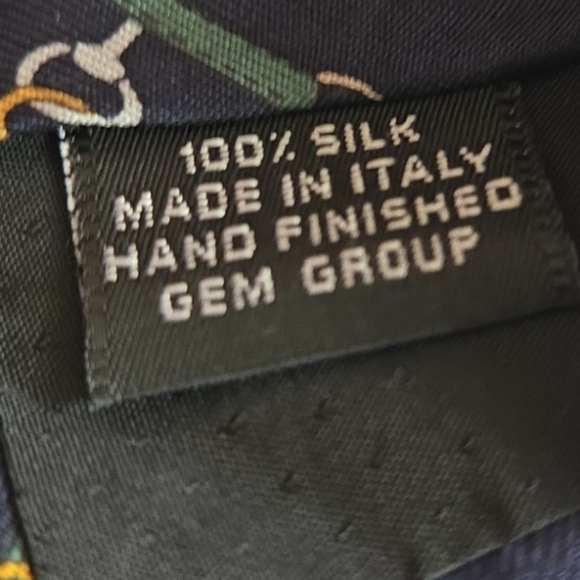 100% SILK
MADE IN ITALY
HAND FINISHED
GEM GROUP